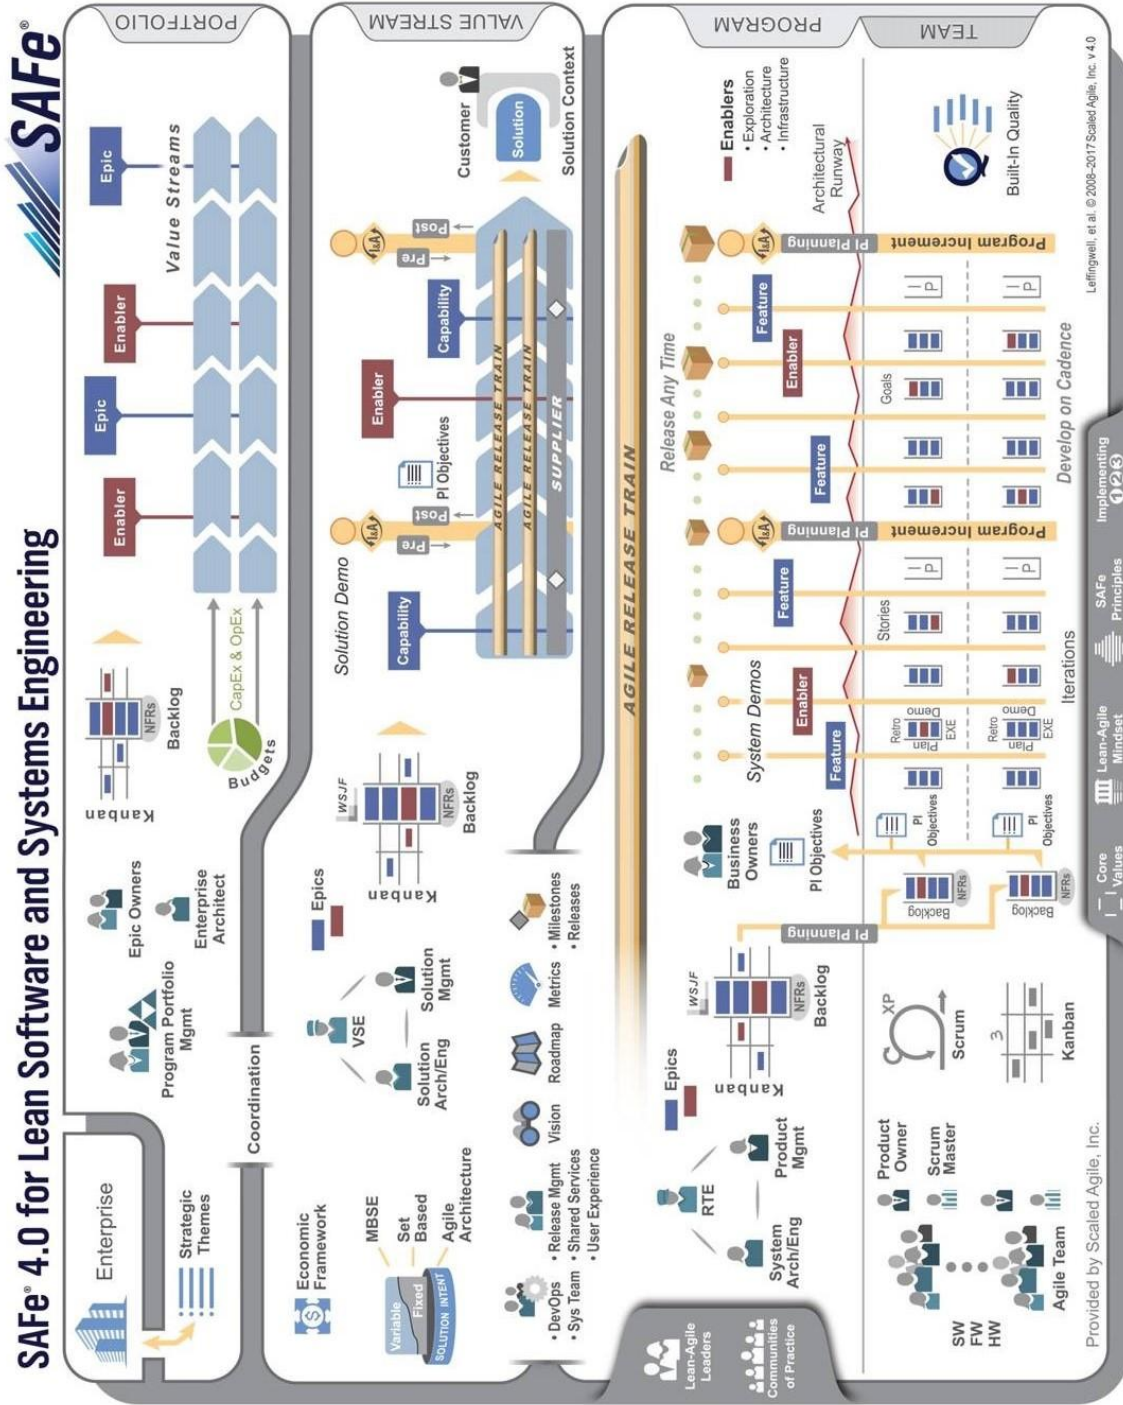 SAFe® 4.0 for Lean Software and Systems Engineering
SAFe®
PORTFOLIO
Enterprise
Strategic
Themes
Program Portfolio
Mgmt
Epic Owners
Enterprise
Architect
Kanban
NFRs
Backlog
Budgets
CapEx & OpEx
Enabler
Epic
Enabler
Epic
Value Streams
Coordination
VALUE STREAM
Economic
Framework
Variable
Fixed
SOLUTION INTENT
MBSE
Set
Based
Agile
Architecture
VSE
Solution
Arch/Eng
Solution
Mgmt
Epics
WSJF
Kanban
NFRs
Backlog
Solution Demo
Capability
Pre
Post
I&A
PI Objectives
Enabler
Capability
Pre
Post
I&A
AGILE RELEASE TRAIN
AGILE RELEASE TRAIN
SUPPLIER
Customer
Solution
Solution Context
• DevOps
• Sys Team
• Release Mgmt
• Shared Services
• User Experience
Vision
Roadmap
Metrics
• Milestones
• Releases
AGILE RELEASE TRAIN
PROGRAM
Lean-Agile
Leaders
Communities
of Practice
RTE
System
Arch/Eng
Product
Mgmt
Epics
WSJF
Kanban
NFRs
Backlog
PI Planning
Business
Owners
PI Objectives
System Demos
Release Any Time
Feature
Enabler
Feature
I&A
PI Planning
Feature
Enabler
Feature
I&A
PI Planning
Enablers
• Exploration
• Architecture
• Infrastructure
Architectural
Runway
TEAM
SW
FW
HW
Agile Team
Product
Owner
Scrum
Master
XP
Scrum
3
Kanban
Backlog
NFRs
Backlog
NFRs
PI
Objectives
PI
Objectives
Retro
Plan
EXE
Demo
Retro
Plan
EXE
Demo
Stories
I
P
I
P
Program Increment
Goals
I
P
I
P
Program Increment
Iterations
Develop on Cadence
Built-In Quality
Provided by Scaled Agile, Inc.
Leffingwell, et al. © 2008–2017 Scaled Agile, Inc. v 4.0
Core
Values
Lean-Agile
Mindset
SAFe
Principles
Implementing
1 2 3